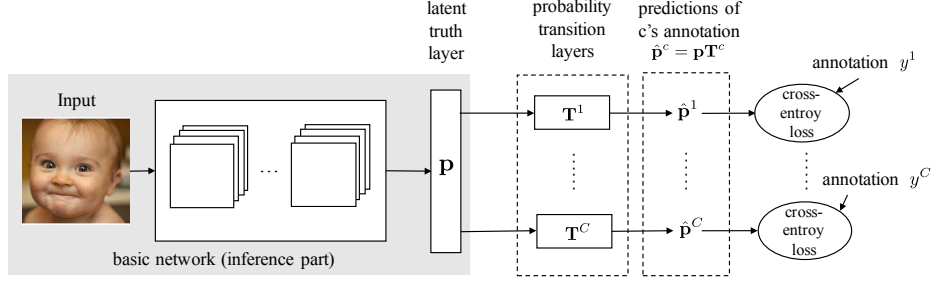 latent
truth
layer
probability
transition
layers
predictions of
c's annotation
p̂^c = pT^c
Input
p
T^1
p̂^1
cross-
entroy
loss
annotation y^1
...
T^C
p̂^C
cross-
entroy
loss
annotation y^C
basic network (inference part)